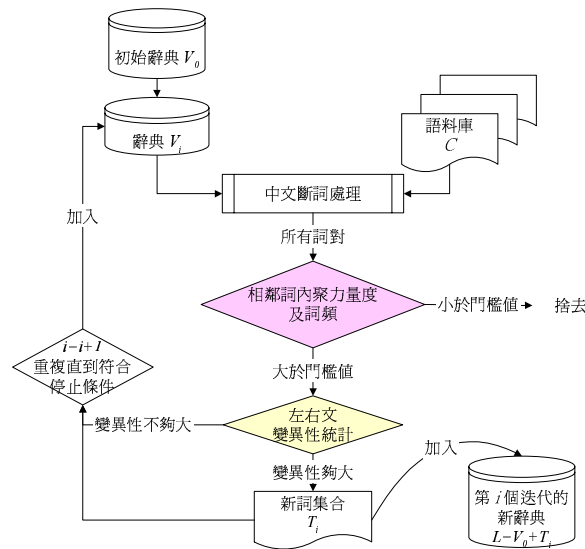 初始辭典 V0
辭典 Vi
語料庫
C
中文斷詞處理
加入
所有詞對
相鄰詞內聚力量度
及詞頻
小於門檻值
捨去
i−i+1
重複直到符合
停止條件
大於門檻值
左右文
變異性統計
變異性不夠大
加入
變異性夠大
新詞集合
Ti
第 i 個迭代的
新辭典
L−V0+Ti